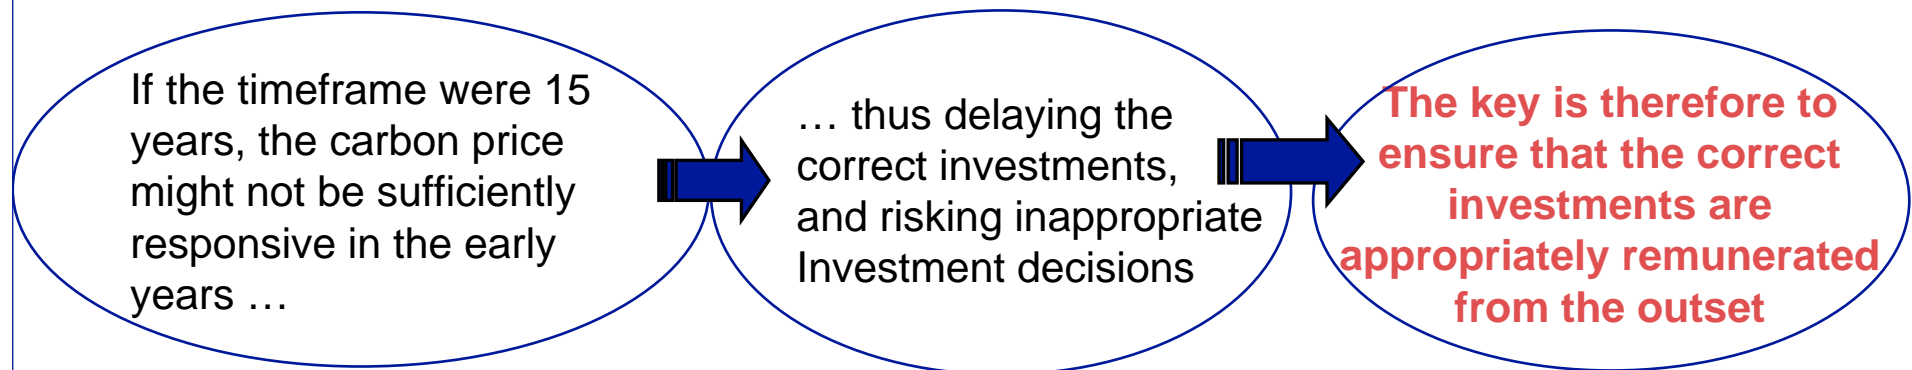 If the timeframe were 15
years, the carbon price
might not be sufficiently
responsive in the early
years …
… thus delaying the
correct investments,
and risking inappropriate
Investment decisions
The key is therefore to
ensure that the correct
investments are
appropriately remunerated
from the outset